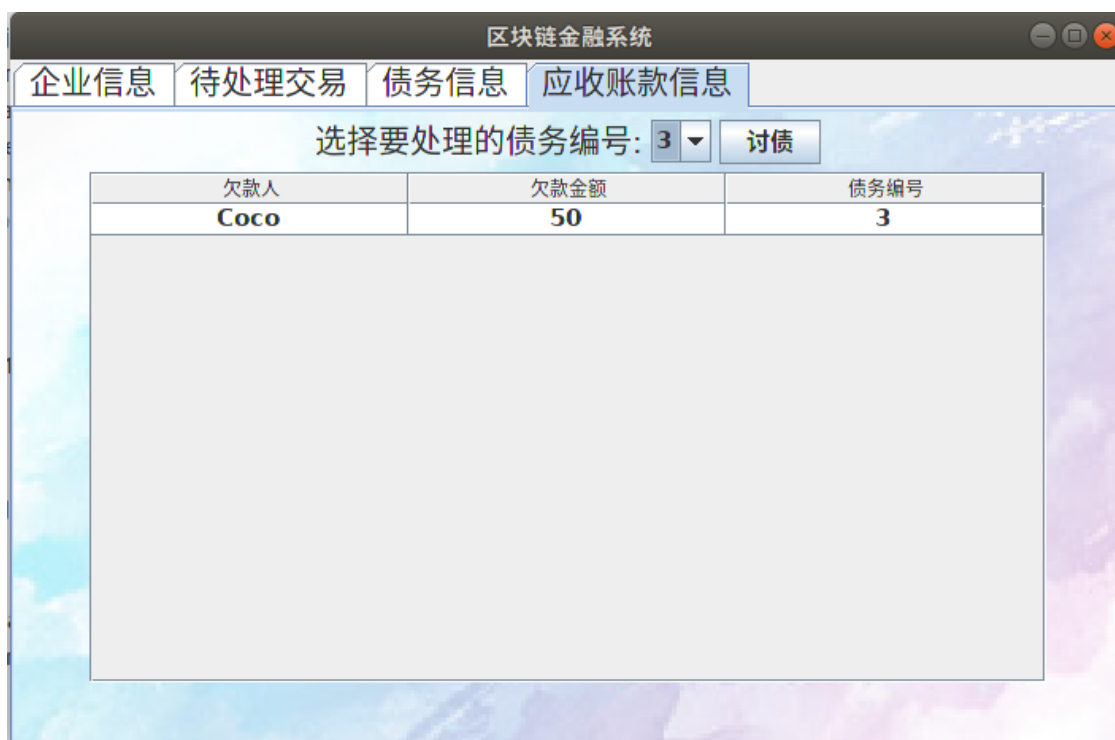 区块链金融系统
企业信息 待处理交易 债务信息 应收账款信息
选择要处理的债务编号: 3 讨债
欠款人 欠款金额 债务编号
Coco 50 3